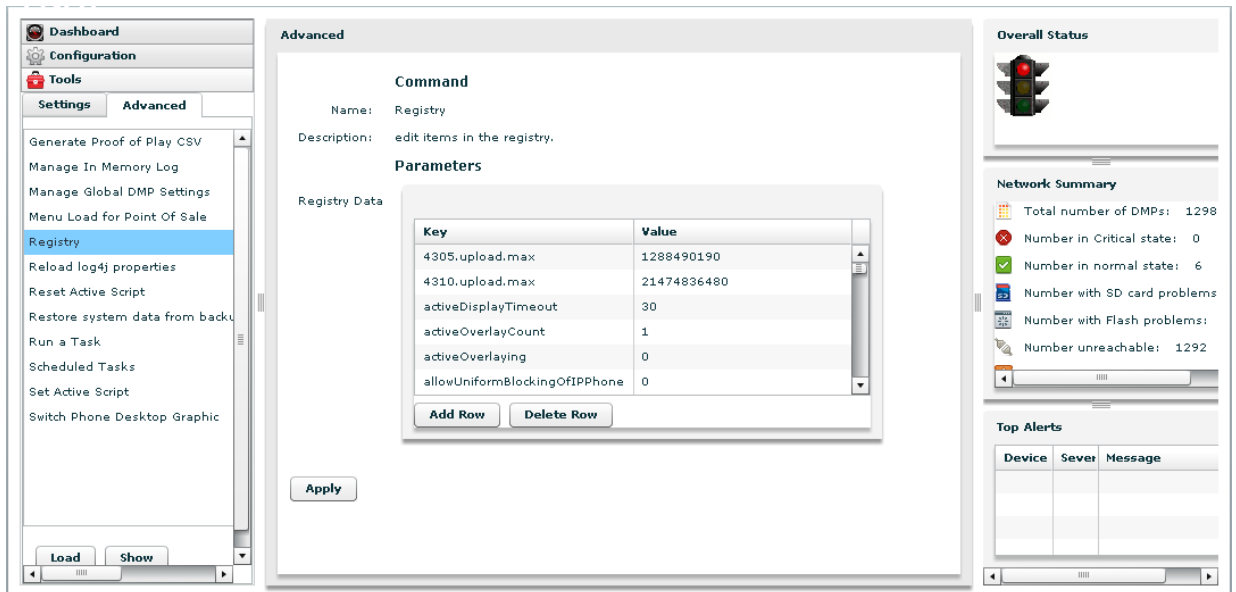 Dashboard
Configuration
Tools
Settings Advanced
Generate Proof of Play CSV
Manage In Memory Log
Manage Global DMP Settings
Menu Load for Point Of Sale
Registry
Reload log4j properties
Reset Active Script
Restore system data from backu
Run a Task
Scheduled Tasks
Set Active Script
Switch Phone Desktop Graphic
Load Show
Advanced
Command
Name: Registry
Description: edit items in the registry.
Parameters
Registry Data
Key Value
4305.upload.max 1288490190
4310.upload.max 21474836480
activeDisplayTimeout 30
activeOverlayCount 1
activeOverlaying 0
allowUniformBlockingOfIPPhone 0
Add Row Delete Row
Apply
Overall Status
Network Summary
Total number of DMPs: 1298
Number in Critical state: 0
Number in normal state: 6
Number with SD card problems
Number with Flash problems:
Number unreachable: 1292
Top Alerts
Device Sever Message